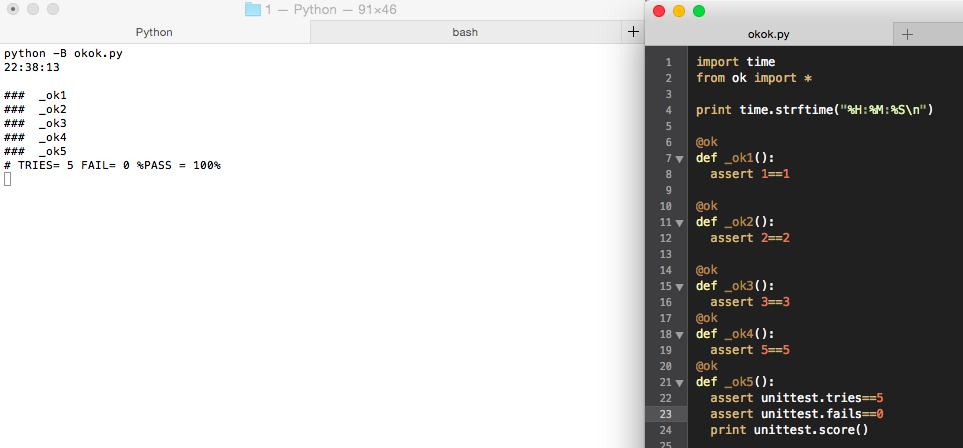 1 — Python — 91×46
Python
bash
+
python -B okok.py
22:38:13
###  _ok1
###  _ok2
###  _ok3
###  _ok4
###  _ok5
# TRIES= 5 FAIL= 0 %PASS = 100%
okok.py
+
1 import time
2 from ok import *
3
4 print time.strftime("%H:%M:%S\n")
5
6 @ok
7 def _ok1():
8   assert 1==1
9
10 @ok
11 def _ok2():
12   assert 2==2
13
14 @ok
15 def _ok3():
16   assert 3==3
17 @ok
18 def _ok4():
19   assert 5==5
20 @ok
21 def _ok5():
22   assert unittest.tries==5
23   assert unittest.fails==0
24   print unittest.score()
25